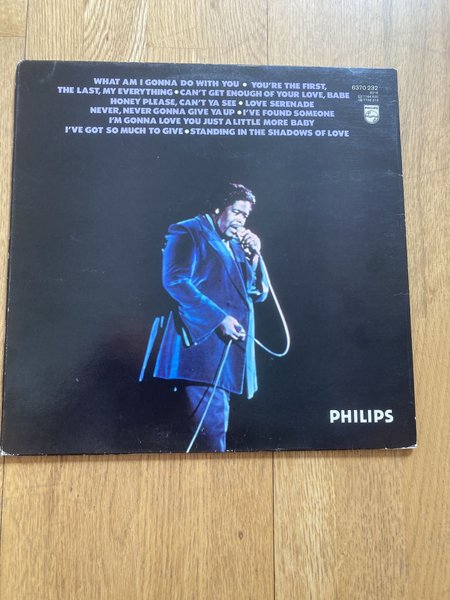 WHAT AM I GONNA DO WITH YOU • YOU'RE THE FIRST,
THE LAST, MY EVERYTHING • CAN'T GET ENOUGH OF YOUR LOVE, BABE
HONEY PLEASE, CAN'T YA SEE • LOVE SERENADE
NEVER, NEVER GONNA GIVE YA UP • I'VE FOUND SOMEONE
I'M GONNA LOVE YOU JUST A LITTLE MORE BABY
I'VE GOT SO MUCH TO GIVE • STANDING IN THE SHADOWS OF LOVE
6370 232
PHILIPS